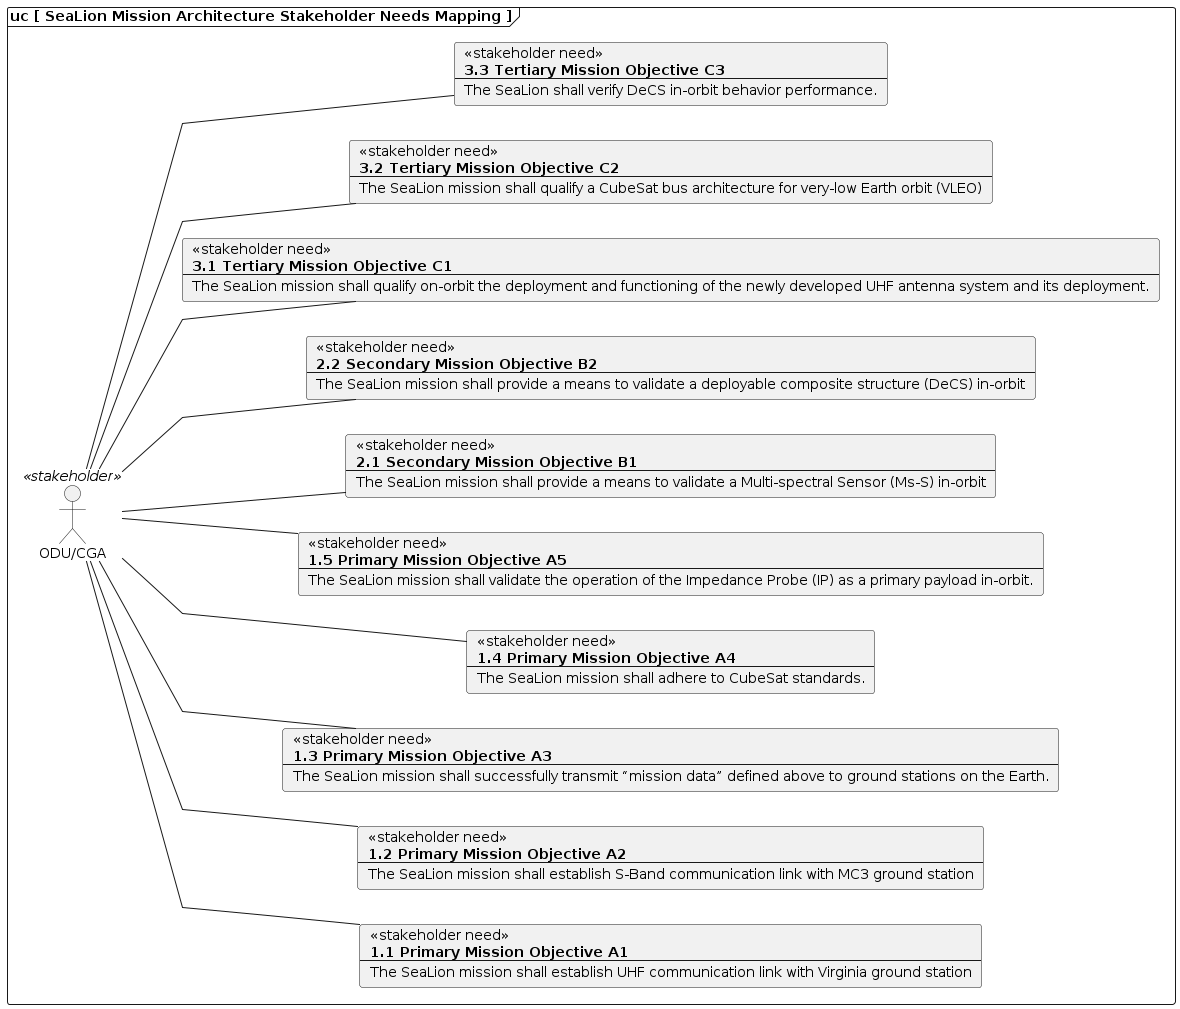 uc [ SeaLion Mission Architecture Stakeholder Needs Mapping ]
«stakeholder need»
3.3 Tertiary Mission Objective C3
The SeaLion shall verify DeCS in-orbit behavior performance.
«stakeholder need»
3.2 Tertiary Mission Objective C2
The SeaLion mission shall qualify a CubeSat bus architecture for very-low Earth orbit (VLEO)
«stakeholder need»
3.1 Tertiary Mission Objective C1
The SeaLion mission shall qualify on-orbit the deployment and functioning of the newly developed UHF antenna system and its deployment.
«stakeholder need»
2.2 Secondary Mission Objective B2
The SeaLion mission shall provide a means to validate a deployable composite structure (DeCS) in-orbit
«stakeholder need»
2.1 Secondary Mission Objective B1
The SeaLion mission shall provide a means to validate a Multi-spectral Sensor (Ms-S) in-orbit
«stakeholder»
ODU/CGA
«stakeholder need»
1.5 Primary Mission Objective A5
The SeaLion mission shall validate the operation of the Impedance Probe (IP) as a primary payload in-orbit.
«stakeholder need»
1.4 Primary Mission Objective A4
The SeaLion mission shall adhere to CubeSat standards.
«stakeholder need»
1.3 Primary Mission Objective A3
The SeaLion mission shall successfully transmit “mission data” defined above to ground stations on the Earth.
«stakeholder need»
1.2 Primary Mission Objective A2
The SeaLion mission shall establish S-Band communication link with MC3 ground station
«stakeholder need»
1.1 Primary Mission Objective A1
The SeaLion mission shall establish UHF communication link with Virginia ground station